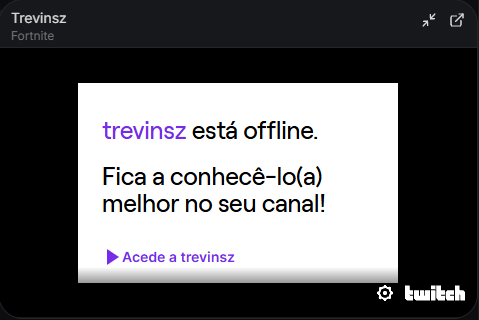 Trevinsz
Fortnite
trevinsz está offline.
Fica a conhecê-lo(a)
melhor no seu canal!
Acede a trevinsz
twitch